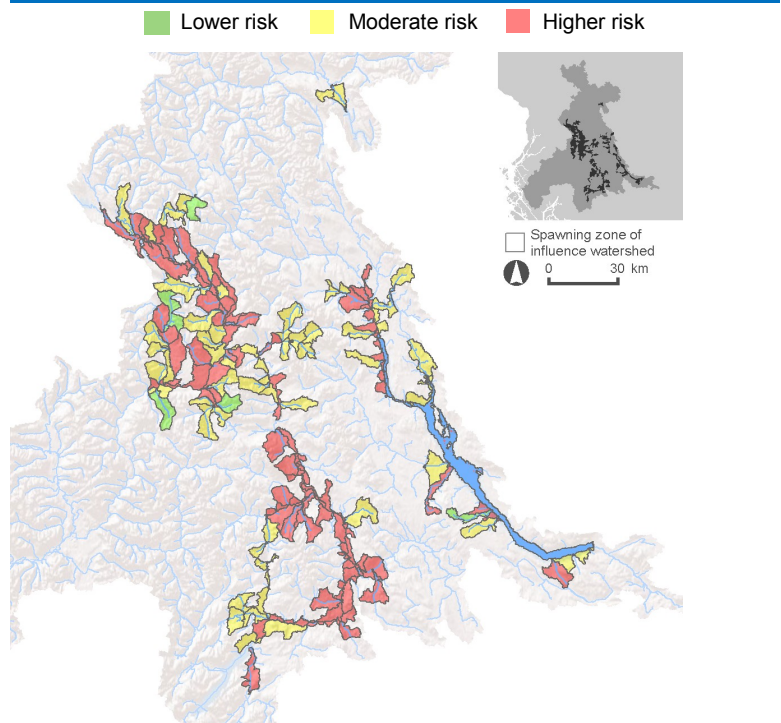 Lower risk Moderate risk Higher risk
Spawning zone of
influence watershed
0 30 km